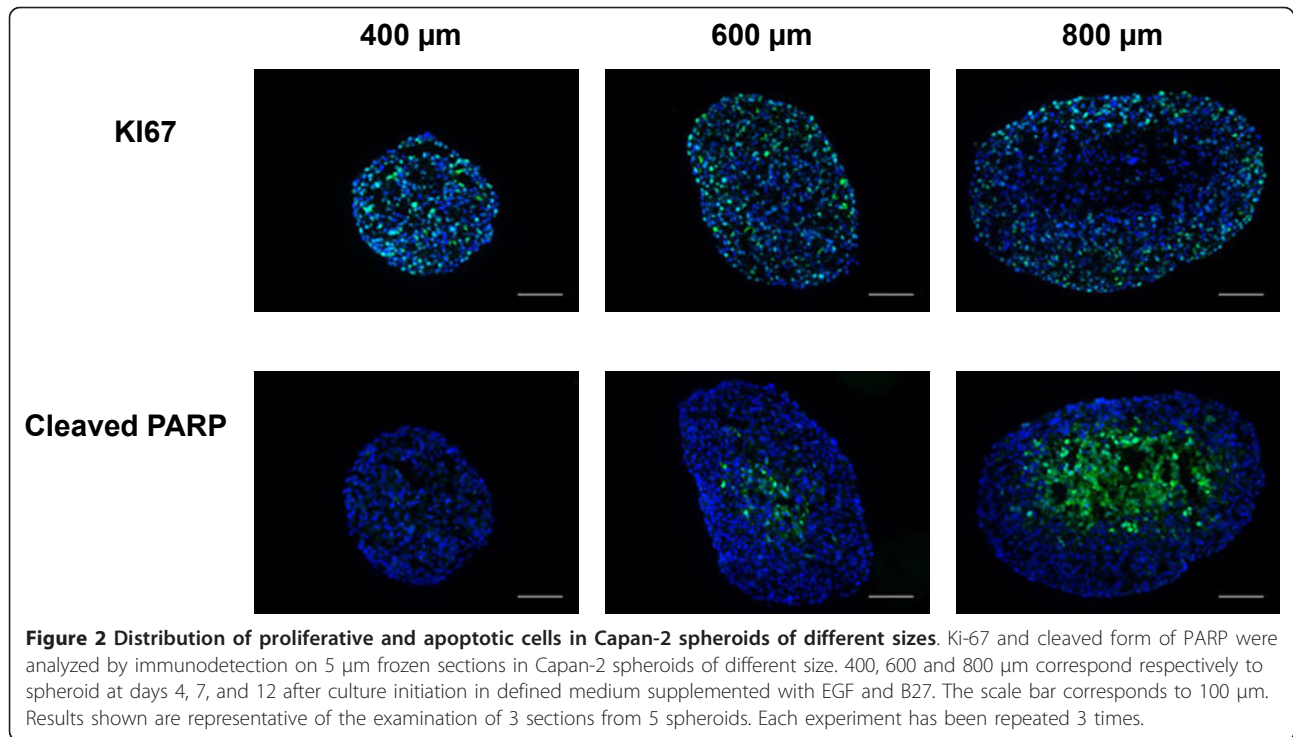 400 µm 600 µm 800 µm
KI67
Cleaved PARP
Figure 2 Distribution of proliferative and apoptotic cells in Capan-2 spheroids of different sizes. Ki-67 and cleaved form of PARP were
analyzed by immunodetection on 5 µm frozen sections in Capan-2 spheroids of different size. 400, 600 and 800 µm correspond respectively to
spheroid at days 4, 7, and 12 after culture initiation in defined medium supplemented with EGF and B27. The scale bar corresponds to 100 µm.
Results shown are representative of the examination of 3 sections from 5 spheroids. Each experiment has been repeated 3 times.